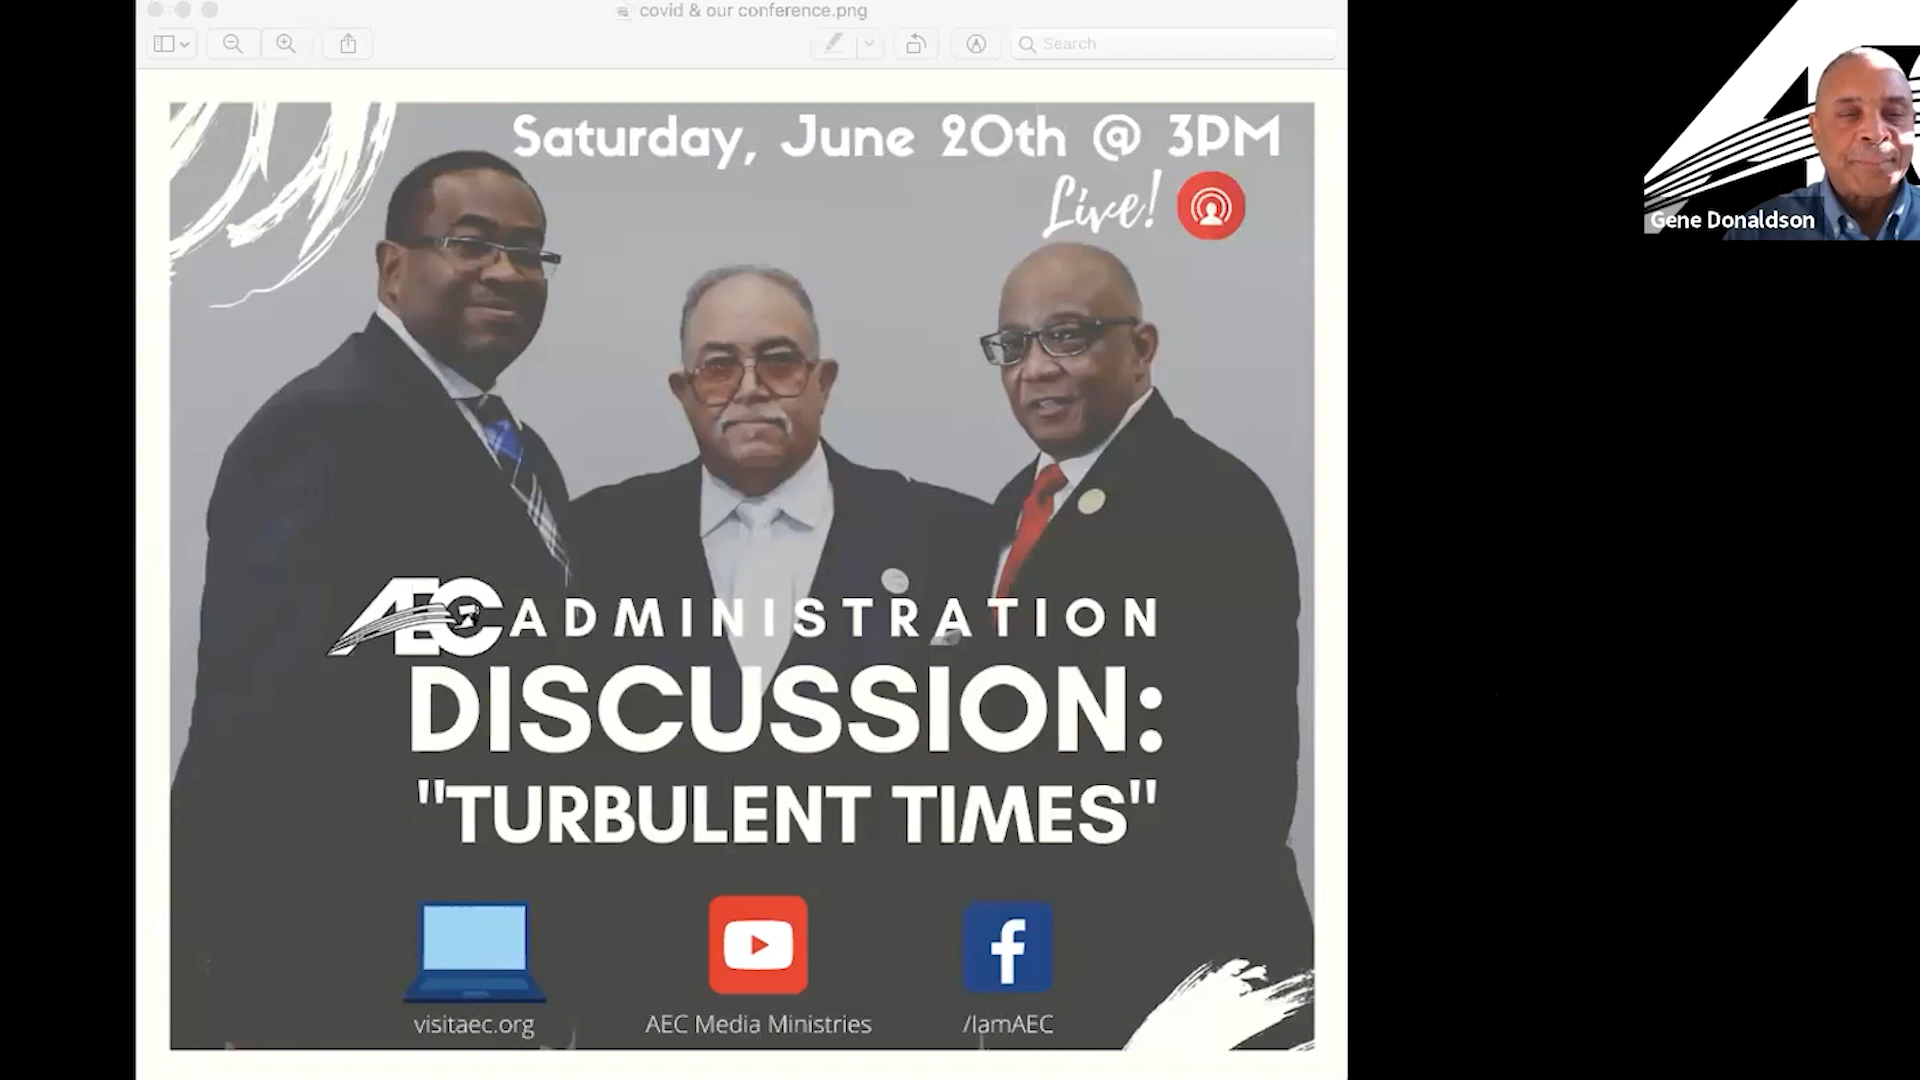 covid & our conference.png
Search
Saturday, June 20th @ 3PM
Live!
Gene Donaldson
AEC ADMINISTRATION
DISCUSSION:
"TURBULENT TIMES"
visitaec.org
AEC Media Ministries
/IamAEC